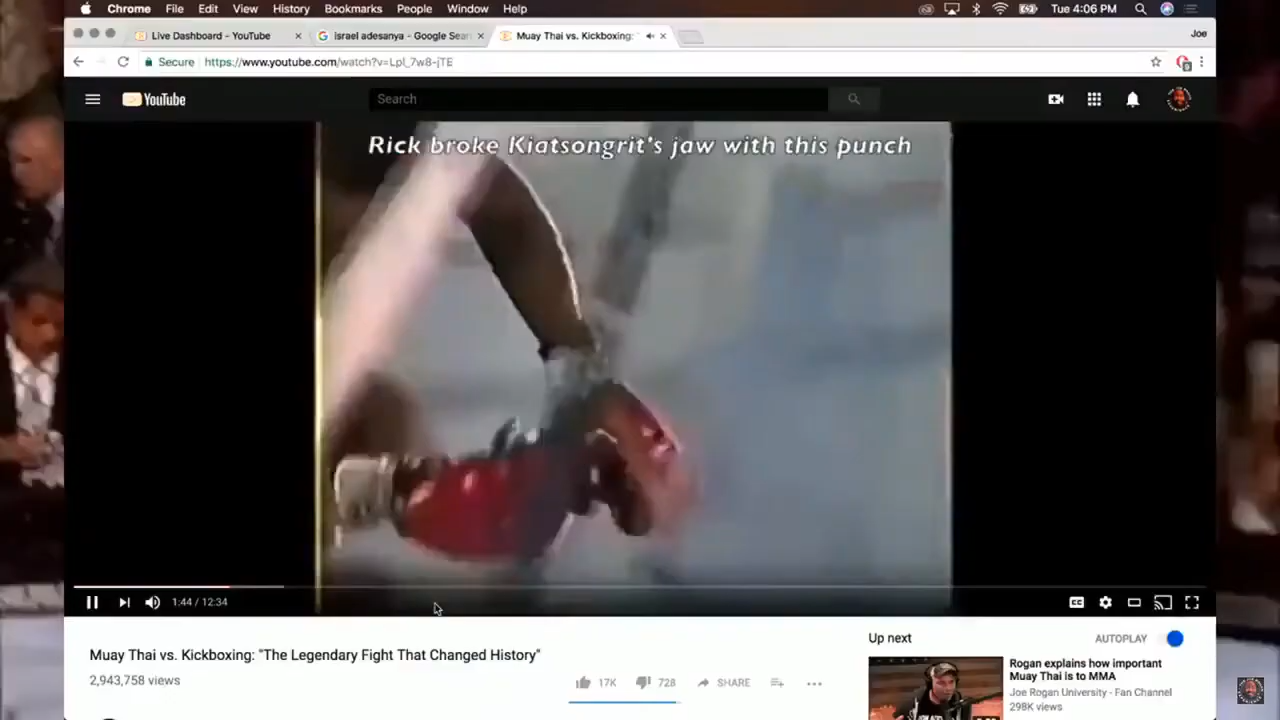 Chrome File Edit View History Bookmarks People Window Help Tue 4:06 PM
Live Dashboard - YouTube israel adesanya - Google Sear Muay Thai vs. Kickboxing: " Joe
Secure https://www.youtube.com/watch?v=LpI_7w8-jTE
YouTube Search
Rick broke Kiatsongrit's jaw with this punch
1:44 / 12:34 CC
Muay Thai vs. Kickboxing: "The Legendary Fight That Changed History"
2,943,758 views
17K 728 SHARE
Up next AUTOPLAY
Rogan explains how important
Muay Thai is to MMA
Joe Rogan University - Fan Channel
298K views